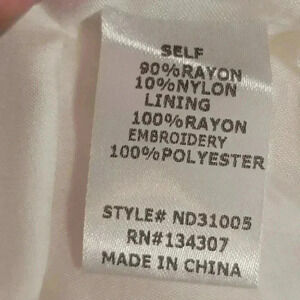 SELF
90%RAYON
10%NYLON
LINING
100%RAYON
EMBROIDERY
100%POLYESTER
STYLE# ND31005
RN#134307
MADE IN CHINA